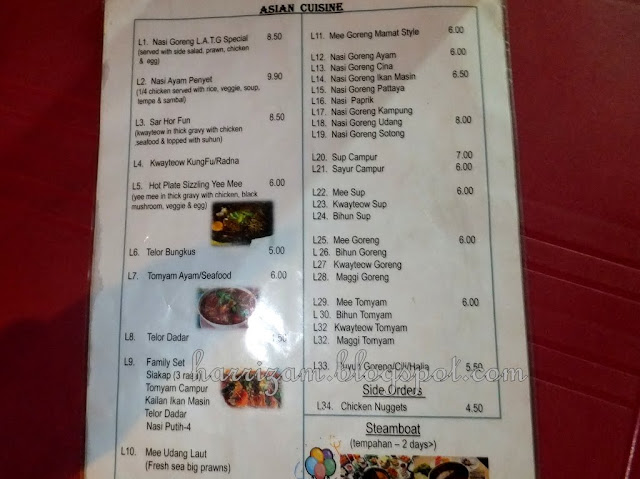 ASIAN CUISINE
L1. Nasi Goreng L.A.T.G Special 8.50
(served with side salad, prawn, chicken
& egg)
L2. Nasi Ayam Penyet 9.90
(1/4 chicken served with rice, veggie, soup,
tempe & sambal)
L3. Sar Hor Fun 8.50
(kwayteow in thick gravy with chicken
,seafood & topped with suhun)
L4. Kwayteow KungFu/Radna
L5. Hot Plate Sizzling Yee Mee 6.00
(yee mee in thick gravy with chicken, black
mushroom, veggie & egg)
L6. Telor Bungkus 5.00
L7. Tomyam Ayam/Seafood 6.00
L8. Telor Dadar
L9. Family Set
Siakap (3 rasa)
Tomyam Campur
Kailan Ikan Masin
Telor Dadar
Nasi Putih-4
L10. Mee Udang Laut
(Fresh sea big prawns)
L11. Mee Goreng Mamat Style 6.00
L12. Nasi Goreng Ayam 6.00
L13. Nasi Goreng Cina
L14. Nasi Goreng Ikan Masin 6.50
L15. Nasi Goreng Pattaya
L16. Nasi Paprik
L17. Nasi Goreng Kampung
L18. Nasi Goreng Udang 8.00
L19. Nasi Goreng Sotong
L20. Sup Campur 7.00
L21. Sayur Campur 6.00
L22. Mee Sup 6.00
L23. Kwayteow Sup
L24. Bihun Sup
L25. Mee Goreng 6.00
L 26. Bihun Goreng
L27 Kwayteow Goreng
L28. Maggi Goreng
L29. Mee Tomyam 6.00
L 30. Bihun Tomyam
L32 Kwayteow Tomyam
L32. Maggi Tomyam
L33. Goreng/Cili/Halia 5.50
Side Orders
L34. Chicken Nuggets 4.50
Steamboat
(tempahan – 2 days>)
harrizam.blogspot.com